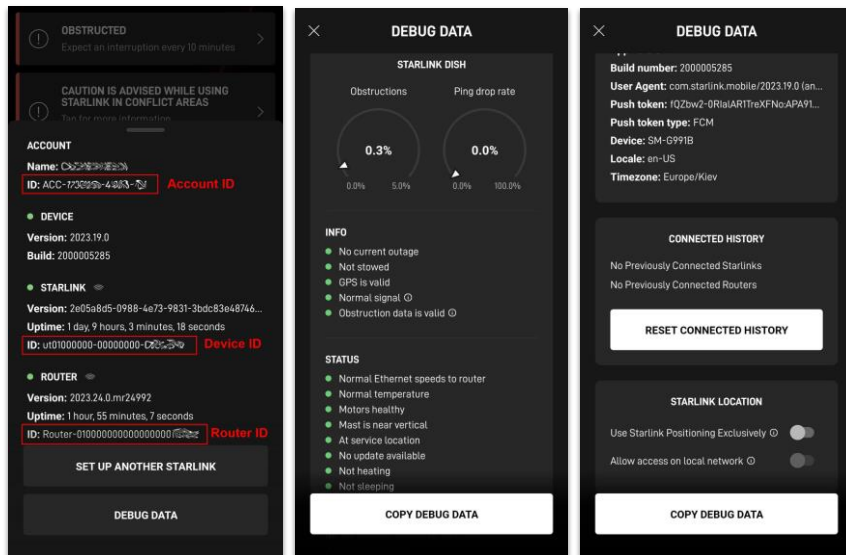 OBSTRUCTED
Expect an interruption every 10 minutes
CAUTION IS ADVISED WHILE USING
STARLINK IN CONFLICT AREAS
Tap for more information
ACCOUNT
Name:
ID: ACC- Account ID
DEVICE
Version: 2023.19.0
Build: 2000005285
STARLINK
Version: 2e05a8d5-0988-4e73-9831-3bdc83e48746...
Uptime: 1 day, 9 hours, 3 minutes, 18 seconds
ID: ut01000000-00000000- Device ID
ROUTER
Version: 2023.24.0.mr24992
Uptime: 1 hour, 55 minutes, 7 seconds
ID: Router-0100000000000000000 Router ID
SET UP ANOTHER STARLINK
DEBUG DATA
DEBUG DATA
STARLINK DISH
Obstructions Ping drop rate
0.3% 0.0%
0.0% 5.0% 0.0% 100.0%
INFO
No current outage
Not stowed
GPS is valid
Normal signal
Obstruction data is valid
STATUS
Normal Ethernet speeds to router
Normal temperature
Motors healthy
Mast is near vertical
At service location
No update available
Not heating
Not sleeping
COPY DEBUG DATA
DEBUG DATA
Build number: 2000005285
User Agent: com.starlink.mobile/2023.19.0 (an...
Push token: fQZbw2-0RIalAR1TreXFNo:APA91...
Push token type: FCM
Device: SM-G991B
Locale: en-US
Timezone: Europe/Kiev
CONNECTED HISTORY
No Previously Connected Starlinks
No Previously Connected Routers
RESET CONNECTED HISTORY
STARLINK LOCATION
Use Starlink Positioning Exclusively
Allow access on local network
COPY DEBUG DATA